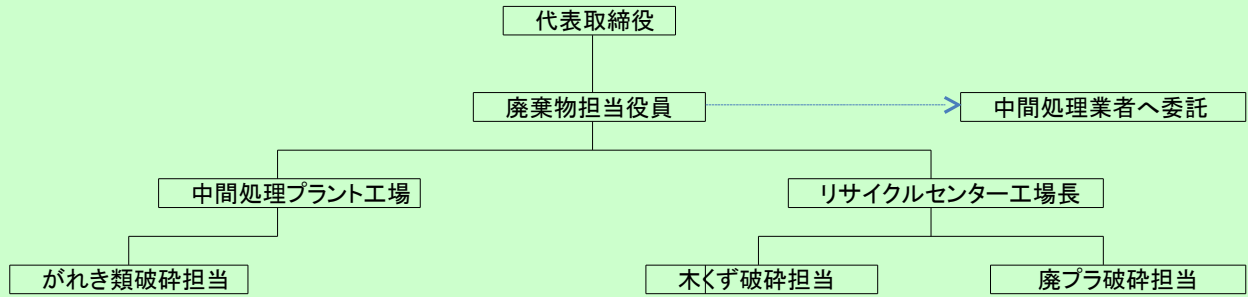 代表取締役
廃棄物担当役員
中間処理業者へ委託
中間処理プラント工場
リサイクルセンター工場長
がれき類破砕担当
木くず破砕担当
廃プラ破砕担当